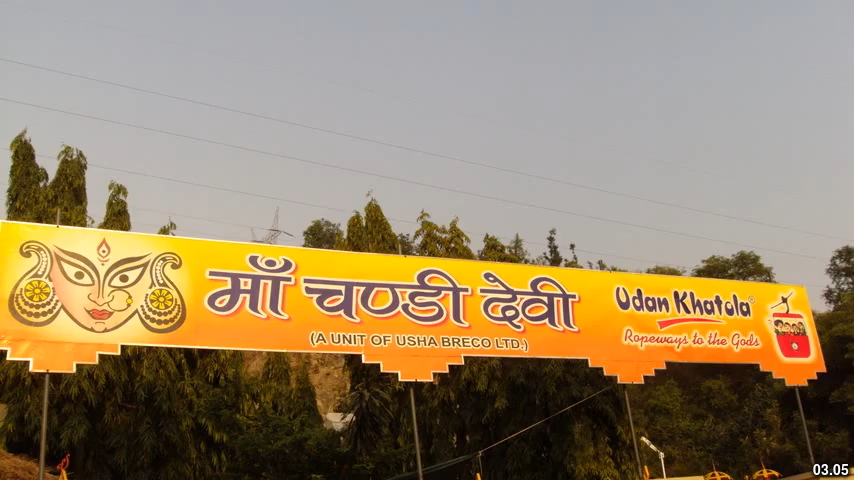 माँ चण्डी देवी
(A UNIT OF USHA BRECO LTD.)
Udan Khatola®
Ropeways to the Gods
03.05